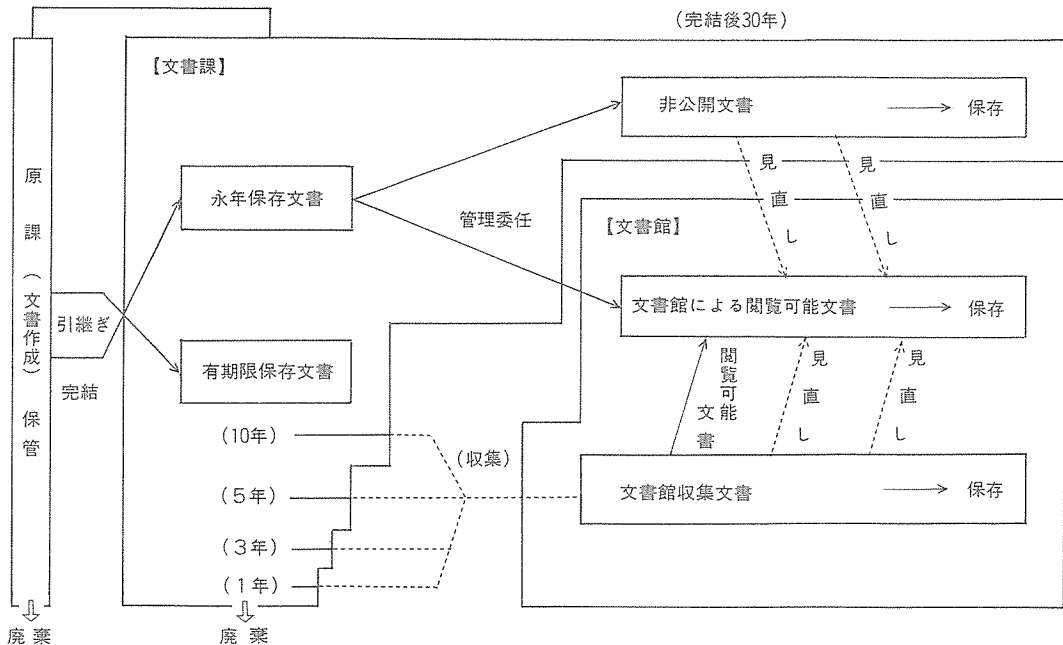 (完結後30年)
【文書課】
原課(文書作成)保管
引継ぎ
完結
永年保存文書
有期限保存文書
(10年)
(5年)
(3年)
(1年)
(収集)
管理委任
非公開文書
保存
見直し
見直し
【文書館】
文書館による閲覧可能文書
保存
閲覧可能
文書
見直し
見直し
文書館収集文書
保存
廃棄
廃棄